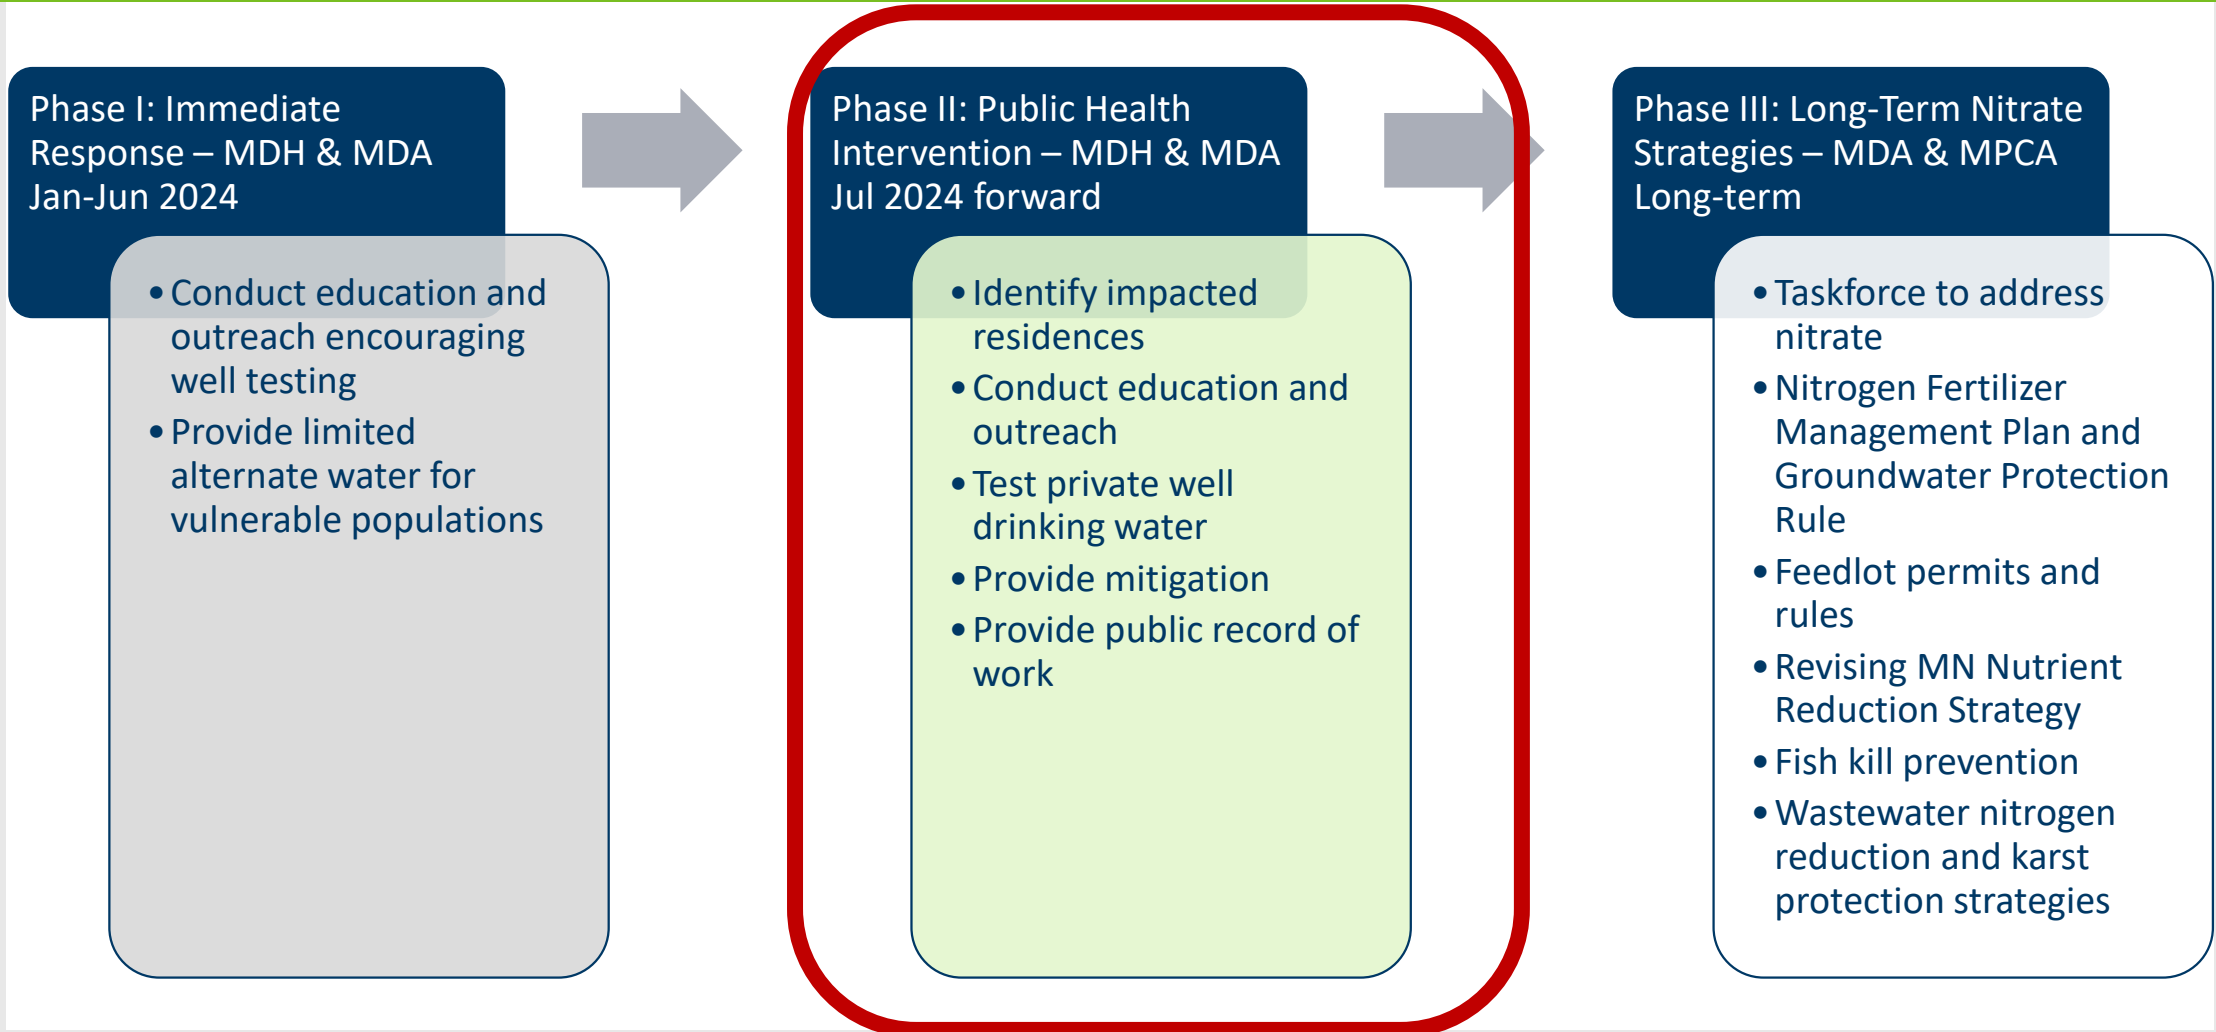 Phase I: Immediate
Response – MDH & MDA
Jan-Jun 2024
• Conduct education and
outreach encouraging
well testing
• Provide limited
alternate water for
vulnerable populations
Phase II: Public Health
Intervention – MDH & MDA
Jul 2024 forward
• Identify impacted
residences
• Conduct education and
outreach
• Test private well
drinking water
• Provide mitigation
• Provide public record of
work
Phase III: Long-Term Nitrate
Strategies – MDA & MPCA
Long-term
• Taskforce to address
nitrate
• Nitrogen Fertilizer
Management Plan and
Groundwater Protection
Rule
• Feedlot permits and
rules
• Revising MN Nutrient
Reduction Strategy
• Fish kill prevention
• Wastewater nitrogen
reduction and karst
protection strategies